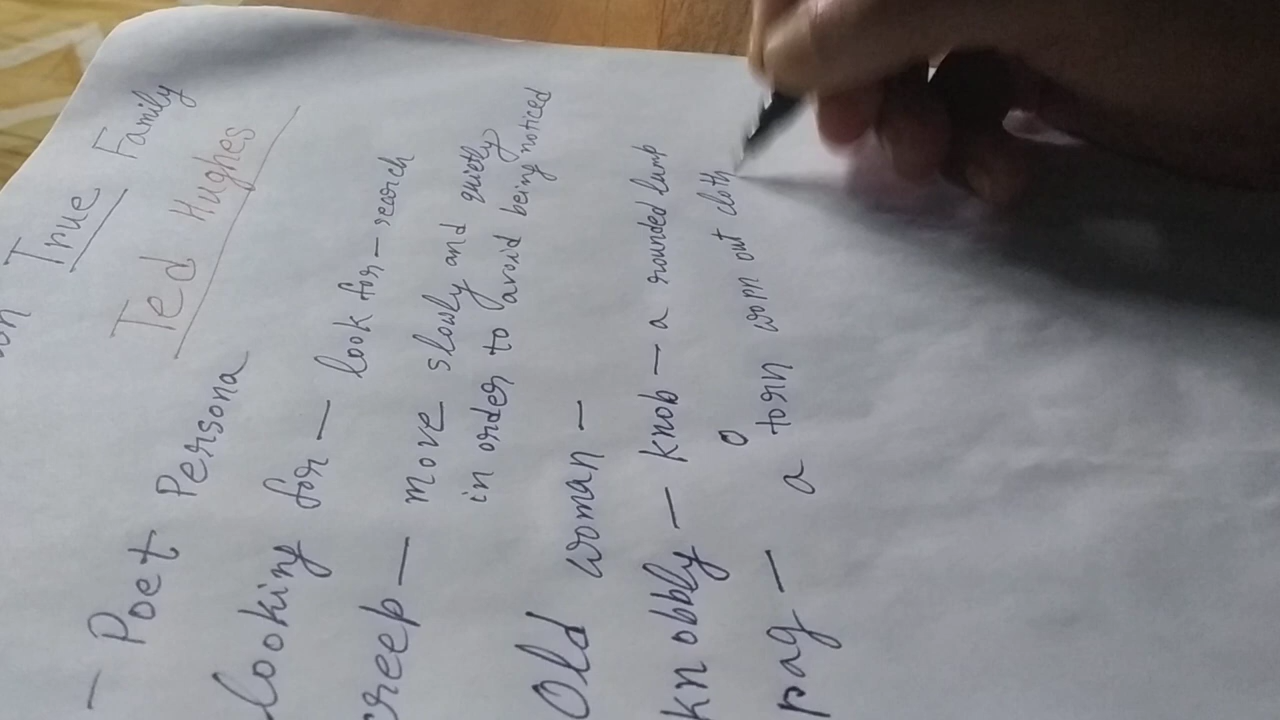 True Family
Ted Hughes
- Poet Persona
looking for - look for - search
creep - move slowly and quietly
in order to avoid being noticed
Old woman -
knobbly - knob - a rounded lump
rag - a torn worn out cloth